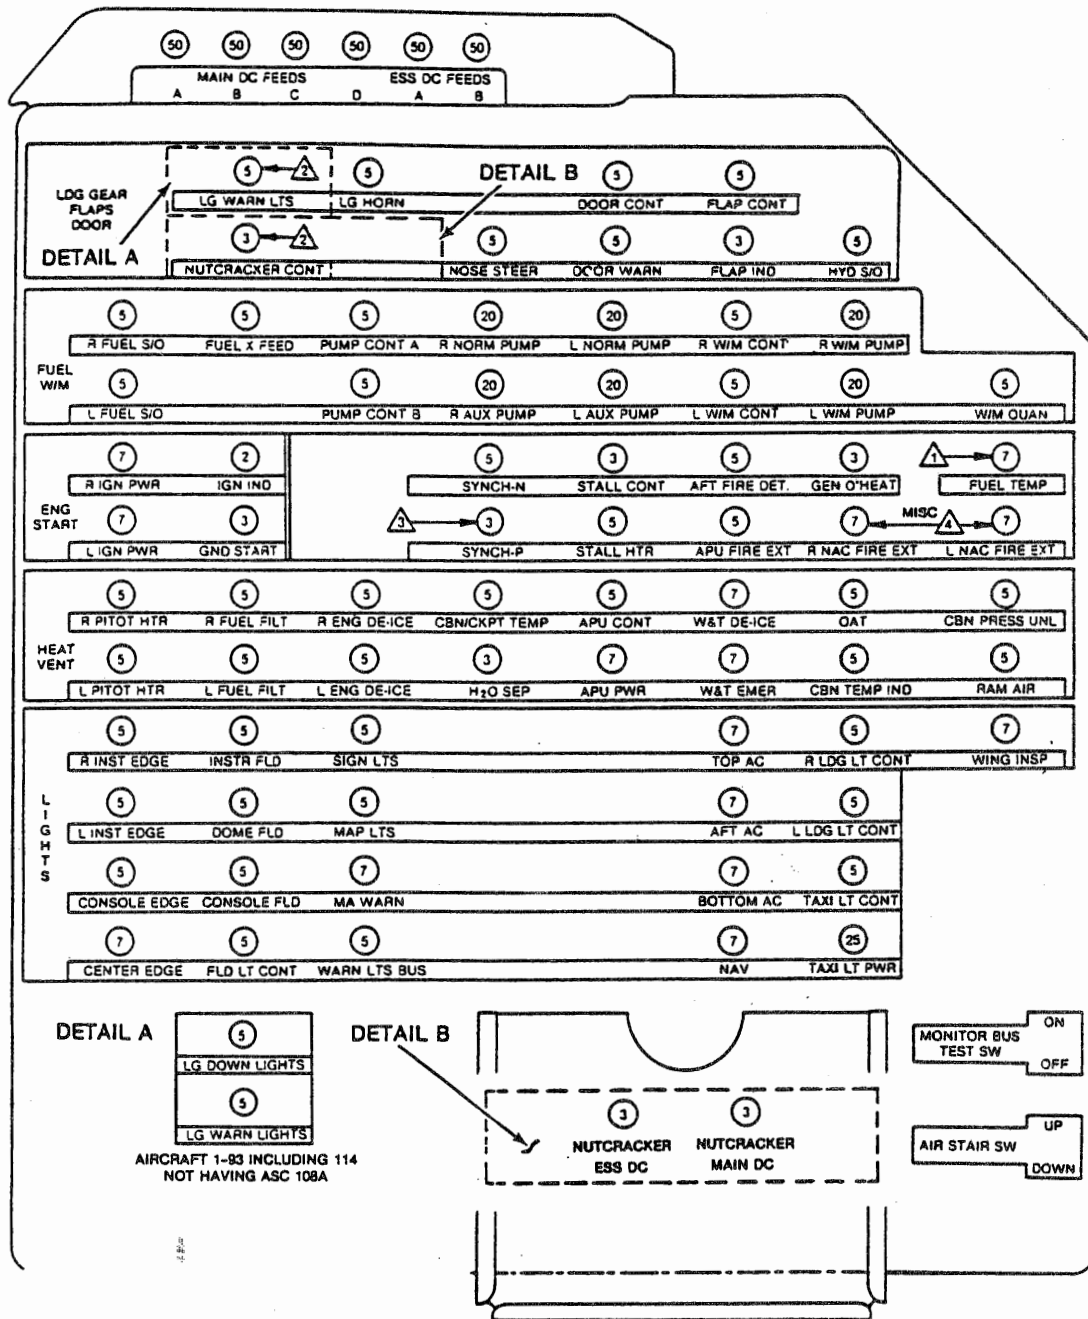 50 50 50 50 50 50
MAIN DC FEEDS ESS DC FEEDS
A B C D A B
5 2 5 DETAIL B 5 5
LDG GEAR
FLAPS
DOOR
LG WARN LTS LG HORN DOOR CONT FLAP CONT
DETAIL A
3 2 5 5 3 5
NUTCRACKER CONT NOSE STEER DOOR WARN FLAP IND HYD S/O
5 5 5 20 20 5 20
R FUEL S/O FUEL X FEED PUMP CONT A R NORM PUMP L NORM PUMP R W/M CONT R W/M PUMP
FUEL
W/M
5 5 20 20 5 20 5
L FUEL S/O PUMP CONT B R AUX PUMP L AUX PUMP L W/M CONT L W/M PUMP W/M QUAN
7 2 5 3 5 3 1 7
R IGN PWR IGN IND SYNCH-N STALL CONT AFT FIRE DET. GEN O'HEAT FUEL TEMP
ENG
START
MISC
7 3 3 3 5 5 7 4 7
L IGN PWR GND START SYNCH-P STALL HTR APU FIRE EXT R NAC FIRE EXT L NAC FIRE EXT
5 5 5 5 5 7 5 5
R PITOT HTR R FUEL FILT R ENG DE-ICE CBN/CKPT TEMP APU CONT W&T DE-ICE OAT CBN PRESS UNL
HEAT
VENT
5 5 5 3 7 7 5 5
L PITOT HTR L FUEL FILT L ENG DE-ICE H₂O SEP APU PWR W&T EMER CBN TEMP IND RAM AIR
5 5 5 7 5 7
R INST EDGE INSTR FLD SIGN LTS TOP AC R LDG LT CONT WING INSP
LIGHTS
5 5 5 7 5
L INST EDGE DOME FLD MAP LTS AFT AC L LDG LT CONT
5 5 7 7 5
CONSOLE EDGE CONSOLE FLD MA WARN BOTTOM AC TAXI LT CONT
7 5 5 7 25
CENTER EDGE FLD LT CONT WARN LTS BUS NAV TAXI LT PWR
DETAIL A
5
LG DOWN LIGHTS
5
LG WARN LIGHTS
AIRCRAFT 1-93 INCLUDING 114
NOT HAVING ASC 108A
DETAIL B
3 3
NUTCRACKER NUTCRACKER
ESS DC MAIN DC
ON
MONITOR BUS
TEST SW
OFF
UP
AIR STAIR SW
DOWN